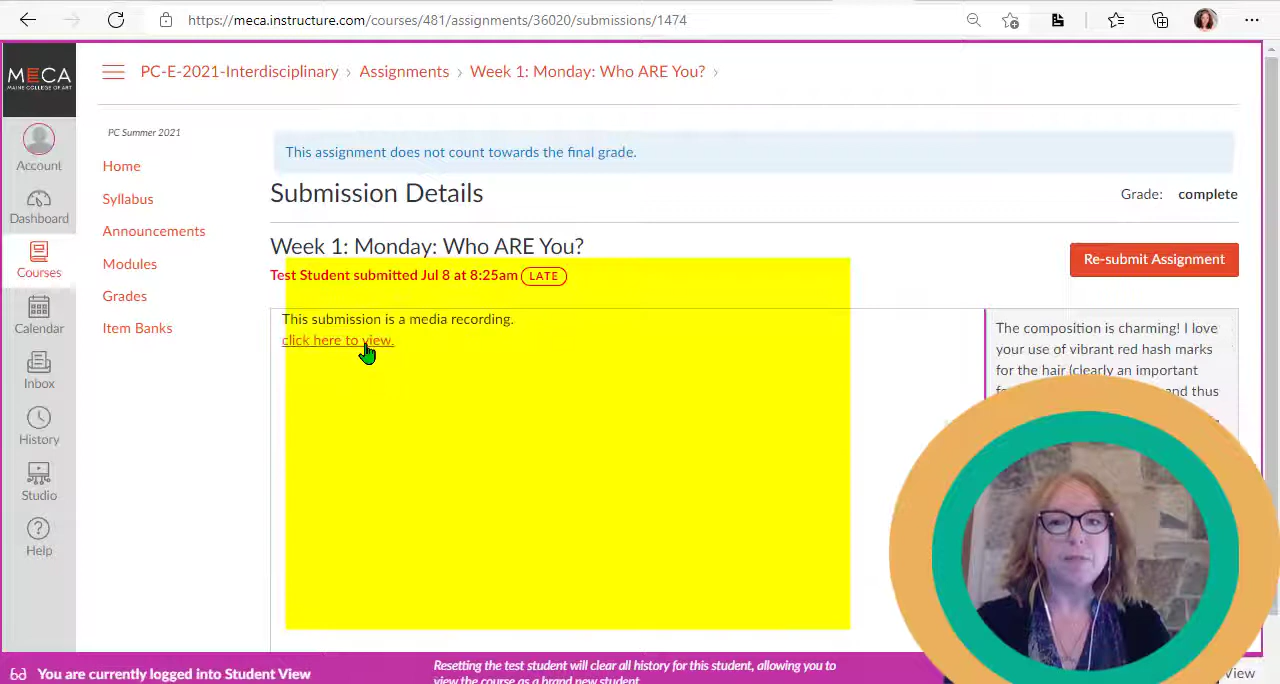 https://meca.instructure.com/courses/481/assignments/36020/submissions/1474
MECA
MAINE COLLEGE OF ART
PC-E-2021-Interdisciplinary › Assignments › Week 1: Monday: Who ARE You? ›
PC Summer 2021
Home
Syllabus
Announcements
Modules
Grades
Item Banks
Account
Dashboard
Courses
Calendar
Inbox
History
Studio
Help
This assignment does not count towards the final grade.
Submission Details
Grade: complete
Week 1: Monday: Who ARE You?
Test Student submitted Jul 8 at 8:25am LATE
Re-submit Assignment
This submission is a media recording.
click here to view.
The composition is charming! I love
your use of vibrant red hash marks
for the hair (clearly an important
and thus
You are currently logged into Student View
Resetting the test student will clear all history for this student, allowing you to
view the course as a brand new student.
View